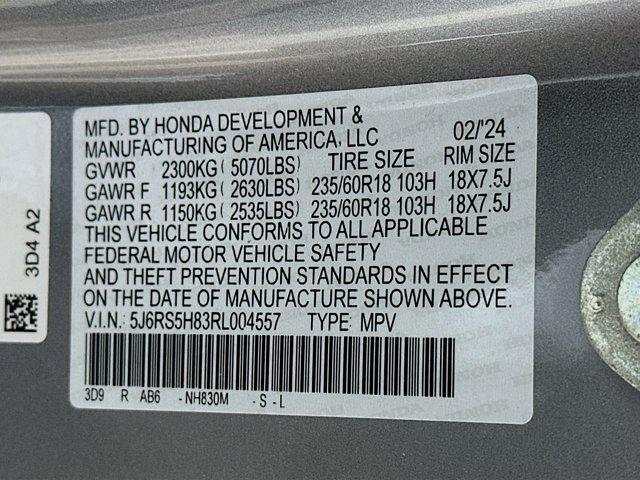 MFD. BY HONDA DEVELOPMENT &
MANUFACTURING OF AMERICA, LLC 02/'24
GVWR 2300KG(5070LBS) TIRE SIZE RIM SIZE
GAWR F 1193KG(2630LBS) 235/60R18 103H 18X7.5J
GAWR R 1150KG(2535LBS) 235/60R18 103H 18X7.5J
THIS VEHICLE CONFORMS TO ALL APPLICABLE
FEDERAL MOTOR VEHICLE SAFETY
AND THEFT PREVENTION STANDARDS IN EFFECT
ON THE DATE OF MANUFACTURE SHOWN ABOVE.
V.I.N: 5J6RS5H83RL004557 TYPE: MPV
3D9 R AB6 -NH830M -S-L
3D4 A2